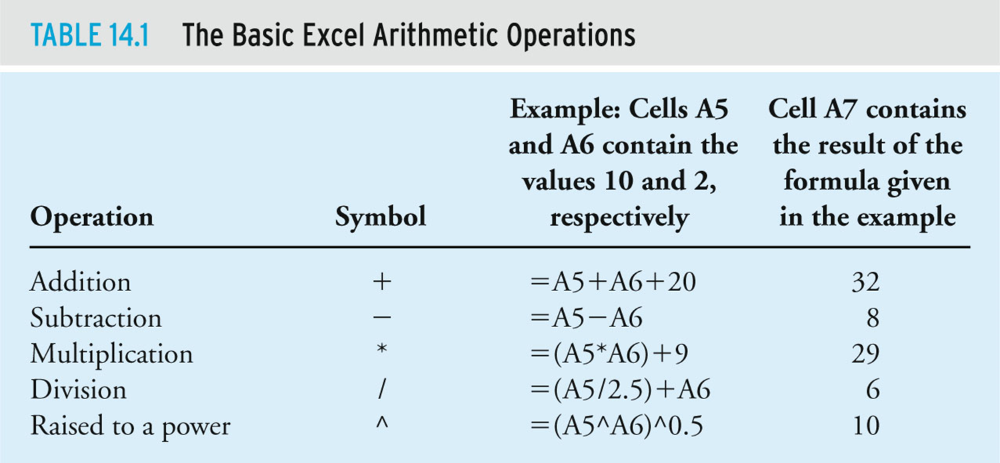 TABLE 14.1 The Basic Excel Arithmetic Operations
Operation Symbol Example: Cells A5 and A6 contain the values 10 and 2, respectively Cell A7 contains the result of the formula given in the example
Addition + =A5+A6+20 32
Subtraction − =A5−A6 8
Multiplication * =(A5*A6)+9 29
Division / =(A5/2.5)+A6 6
Raised to a power ^ =(A5^A6)^0.5 10